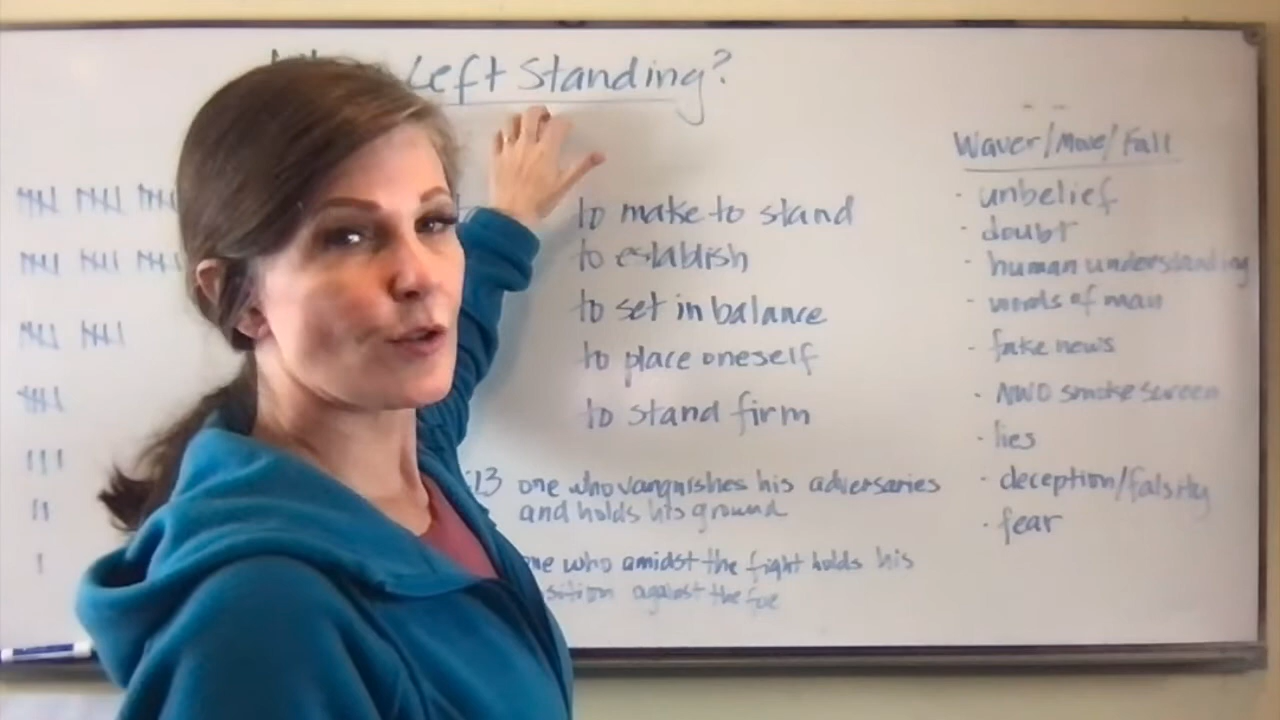 Left Standing?
to make to stand
to establish
to set in balance
to place oneself
to stand firm
:13 one who vanquishes his adversaries
and holds his ground
one who amidst the fight holds his
sition against the foe
Waver/Move/Fall
· unbelief
· doubt
· human understanding
· words of man
· fake news
· NWO smoke screen
· lies
· deception/falsity
· fear